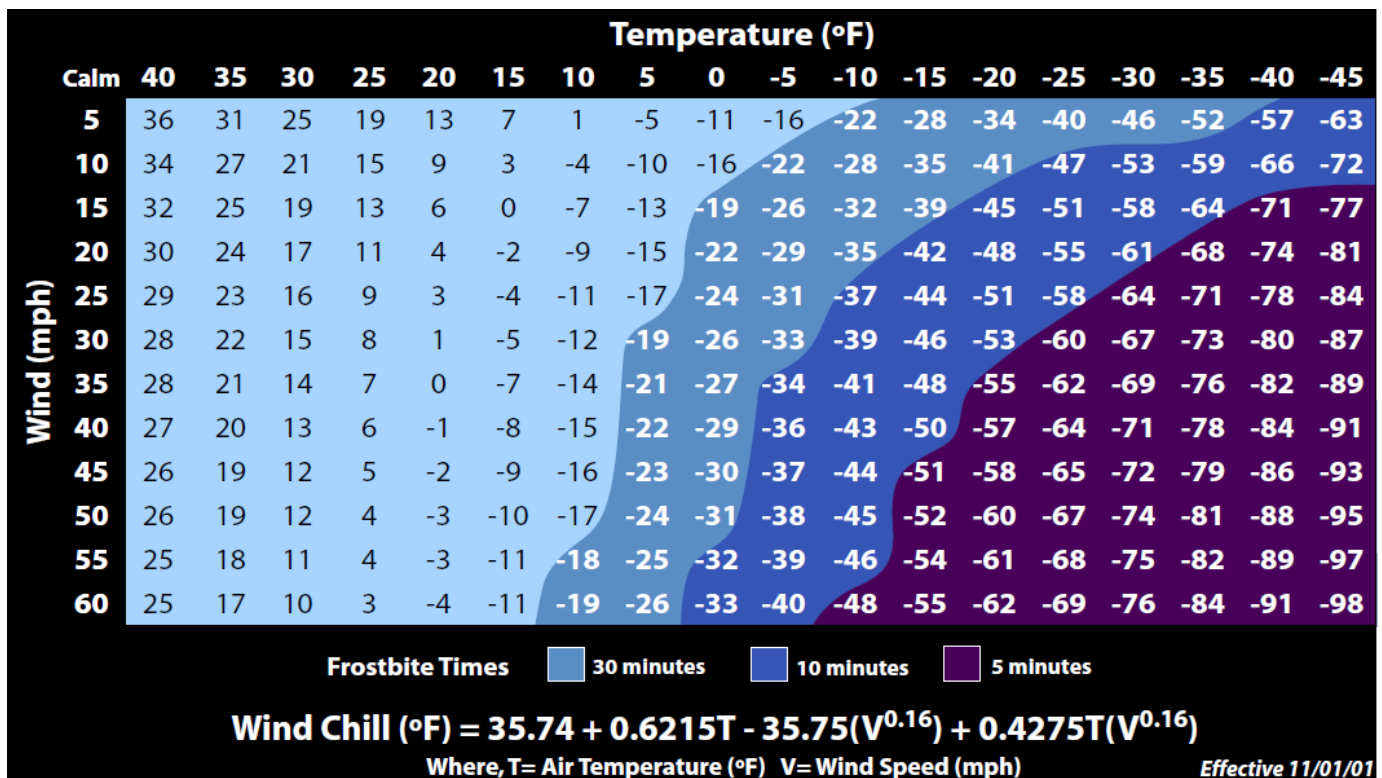 Temperature (ºF)
Calm 40 35 30 25 20 15 10 5 0 -5 -10 -15 -20 -25 -30 -35 -40 -45
5 36 31 25 19 13 7 1 -5 -11 -16 -22 -28 -34 -40 -46 -52 -57 -63
10 34 27 21 15 9 3 -4 -10 -16 -22 -28 -35 -41 -47 -53 -59 -66 -72
15 32 25 19 13 6 0 -7 -13 -19 -26 -32 -39 -45 -51 -58 -64 -71 -77
20 30 24 17 11 4 -2 -9 -15 -22 -29 -35 -42 -48 -55 -61 -68 -74 -81
25 29 23 16 9 3 -4 -11 -17 -24 -31 -37 -44 -51 -58 -64 -71 -78 -84
30 28 22 15 8 1 -5 -12 -19 -26 -33 -39 -46 -53 -60 -67 -73 -80 -87
35 28 21 14 7 0 -7 -14 -21 -27 -34 -41 -48 -55 -62 -69 -76 -82 -89
40 27 20 13 6 -1 -8 -15 -22 -29 -36 -43 -50 -57 -64 -71 -78 -84 -91
45 26 19 12 5 -2 -9 -16 -23 -30 -37 -44 -51 -58 -65 -72 -79 -86 -93
50 26 19 12 4 -3 -10 -17 -24 -31 -38 -45 -52 -60 -67 -74 -81 -88 -95
55 25 18 11 4 -3 -11 -18 -25 -32 -39 -46 -54 -61 -68 -75 -82 -89 -97
60 25 17 10 3 -4 -11 -19 -26 -33 -40 -48 -55 -62 -69 -76 -84 -91 -98
Wind (mph)
Frostbite Times 30 minutes 10 minutes 5 minutes
Wind Chill (ºF) = 35.74 + 0.6215T - 35.75(V^0.16) + 0.4275T(V^0.16)
Where, T= Air Temperature (ºF) V= Wind Speed (mph) Effective 11/01/01